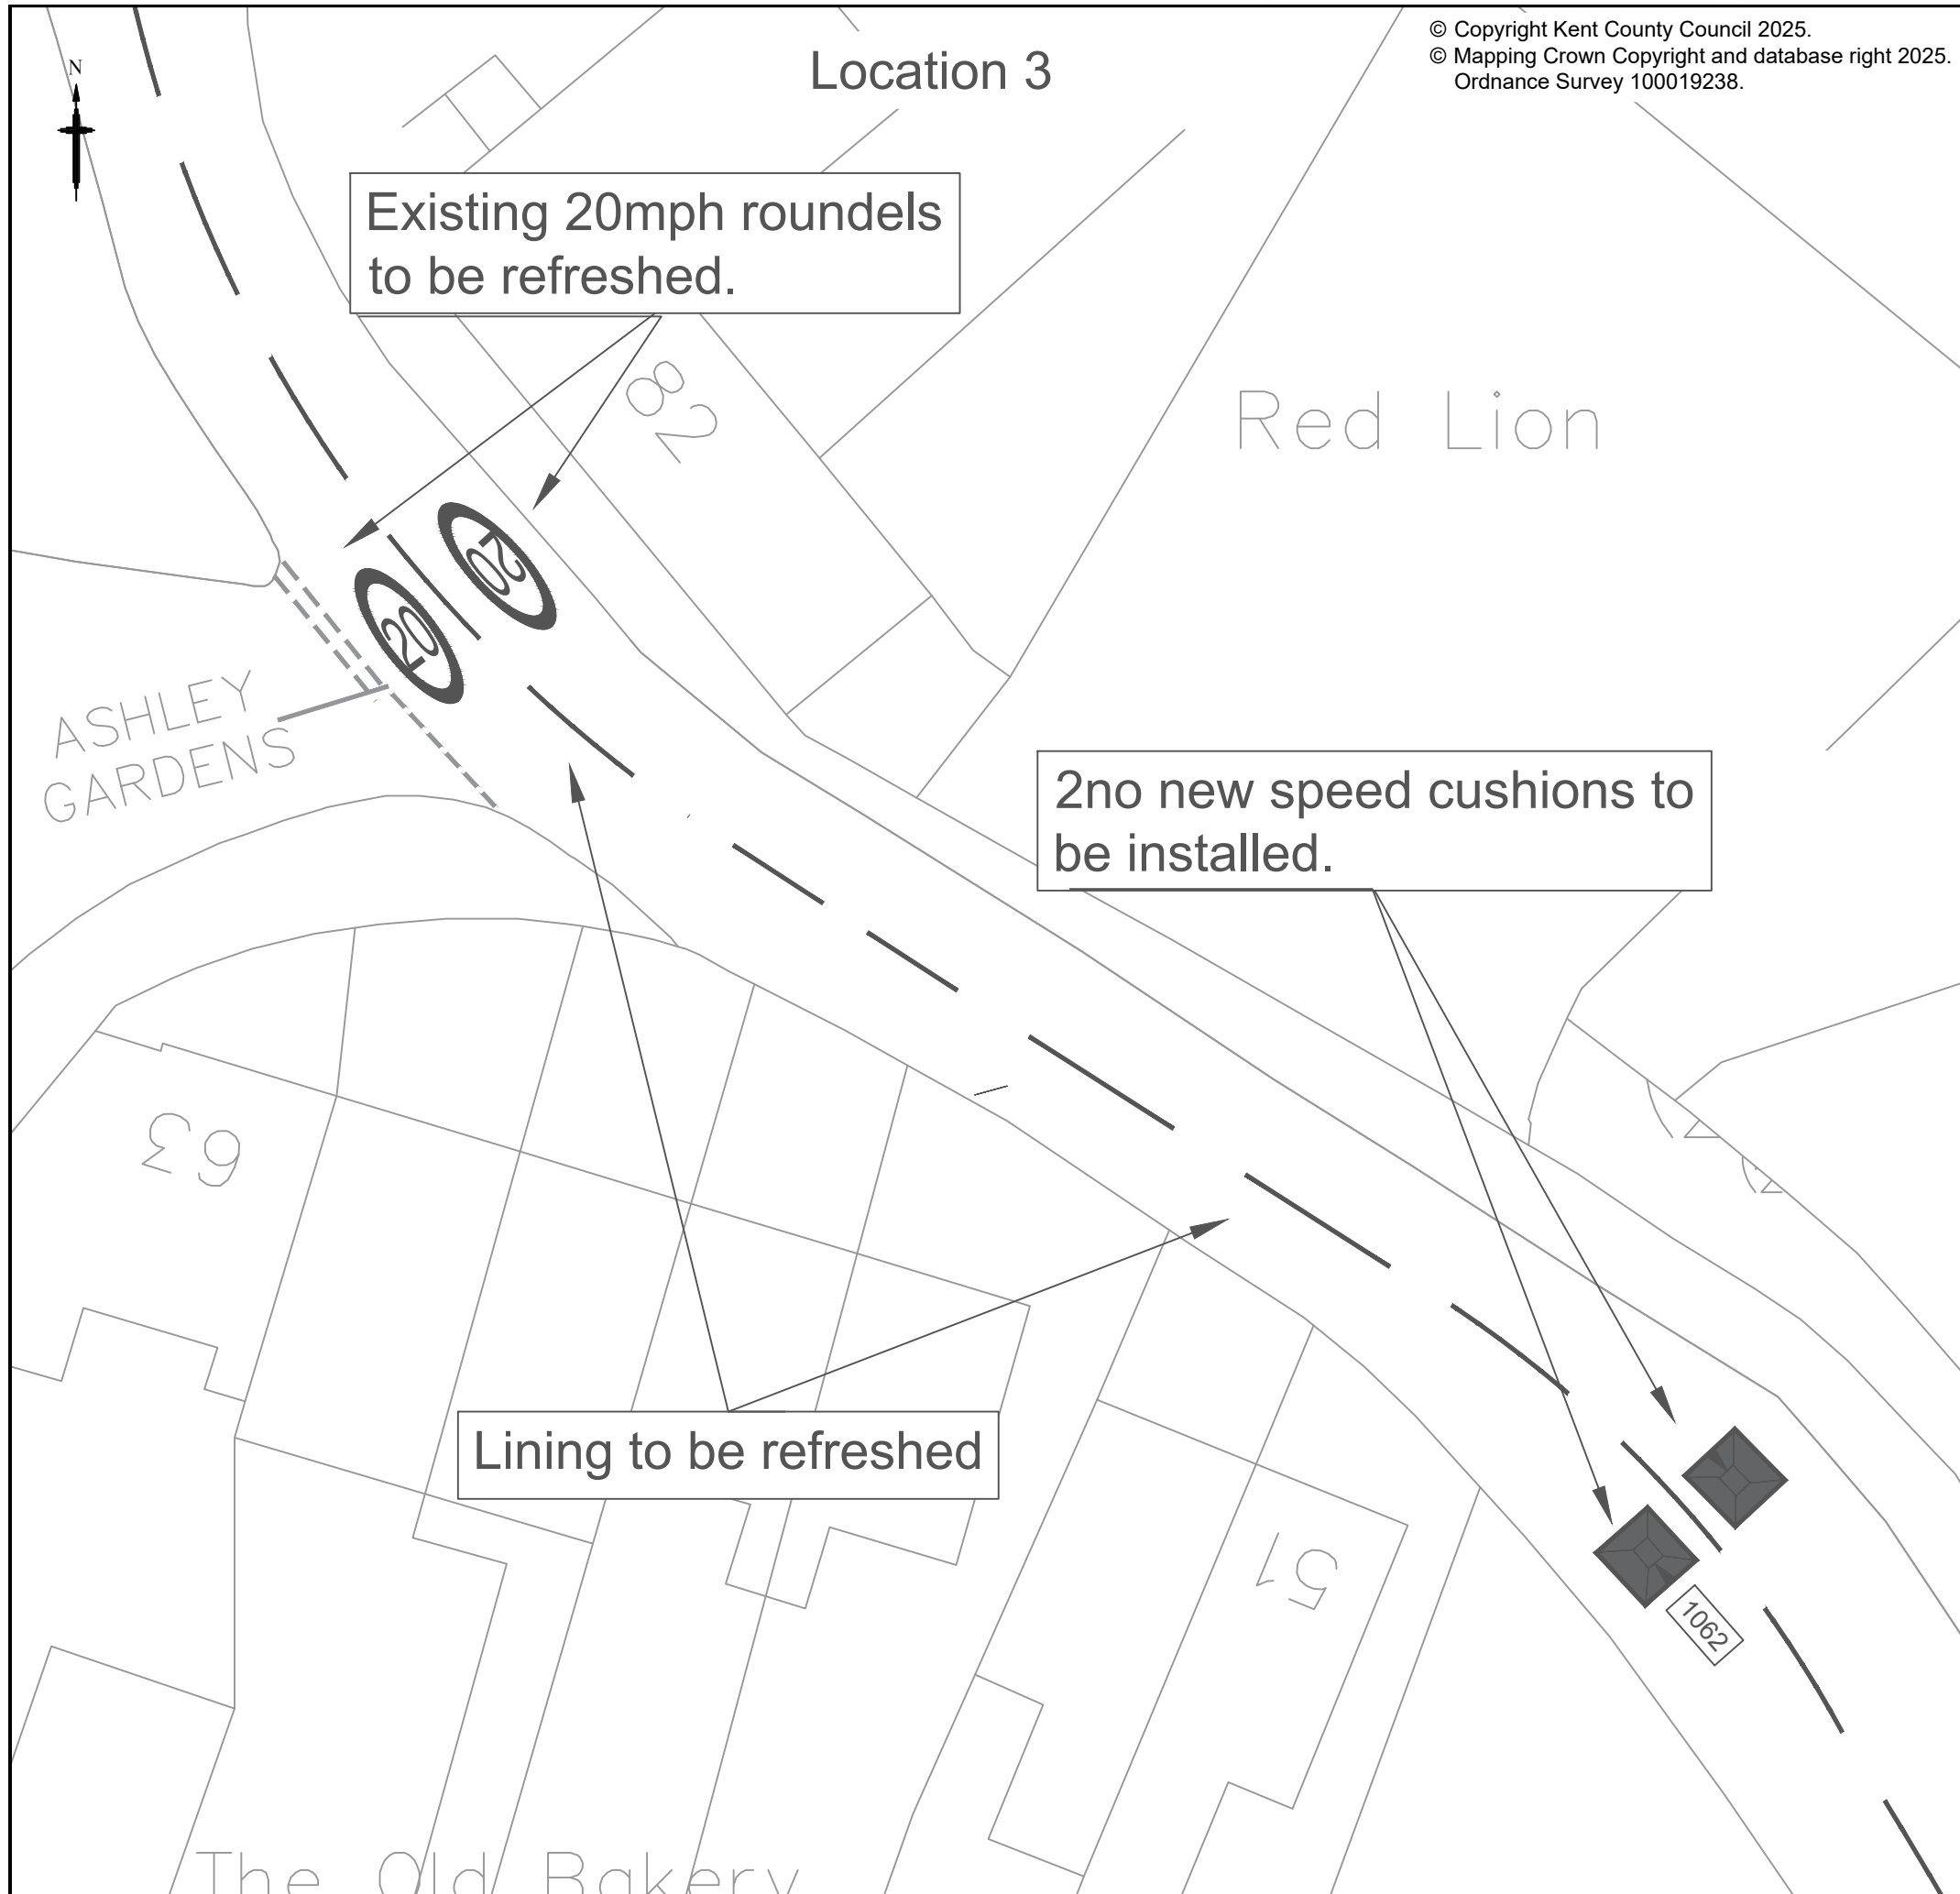 © Copyright Kent County Council 2025.
© Mapping Crown Copyright and database right 2025.
Ordnance Survey 100019238.
Location 3
N
Existing 20mph roundels
to be refreshed.
28
Red Lion
20
20
ASHLEY
GARDENS
2no new speed cushions to
be installed.
63
Lining to be refreshed
51
1062
The Old Bakery